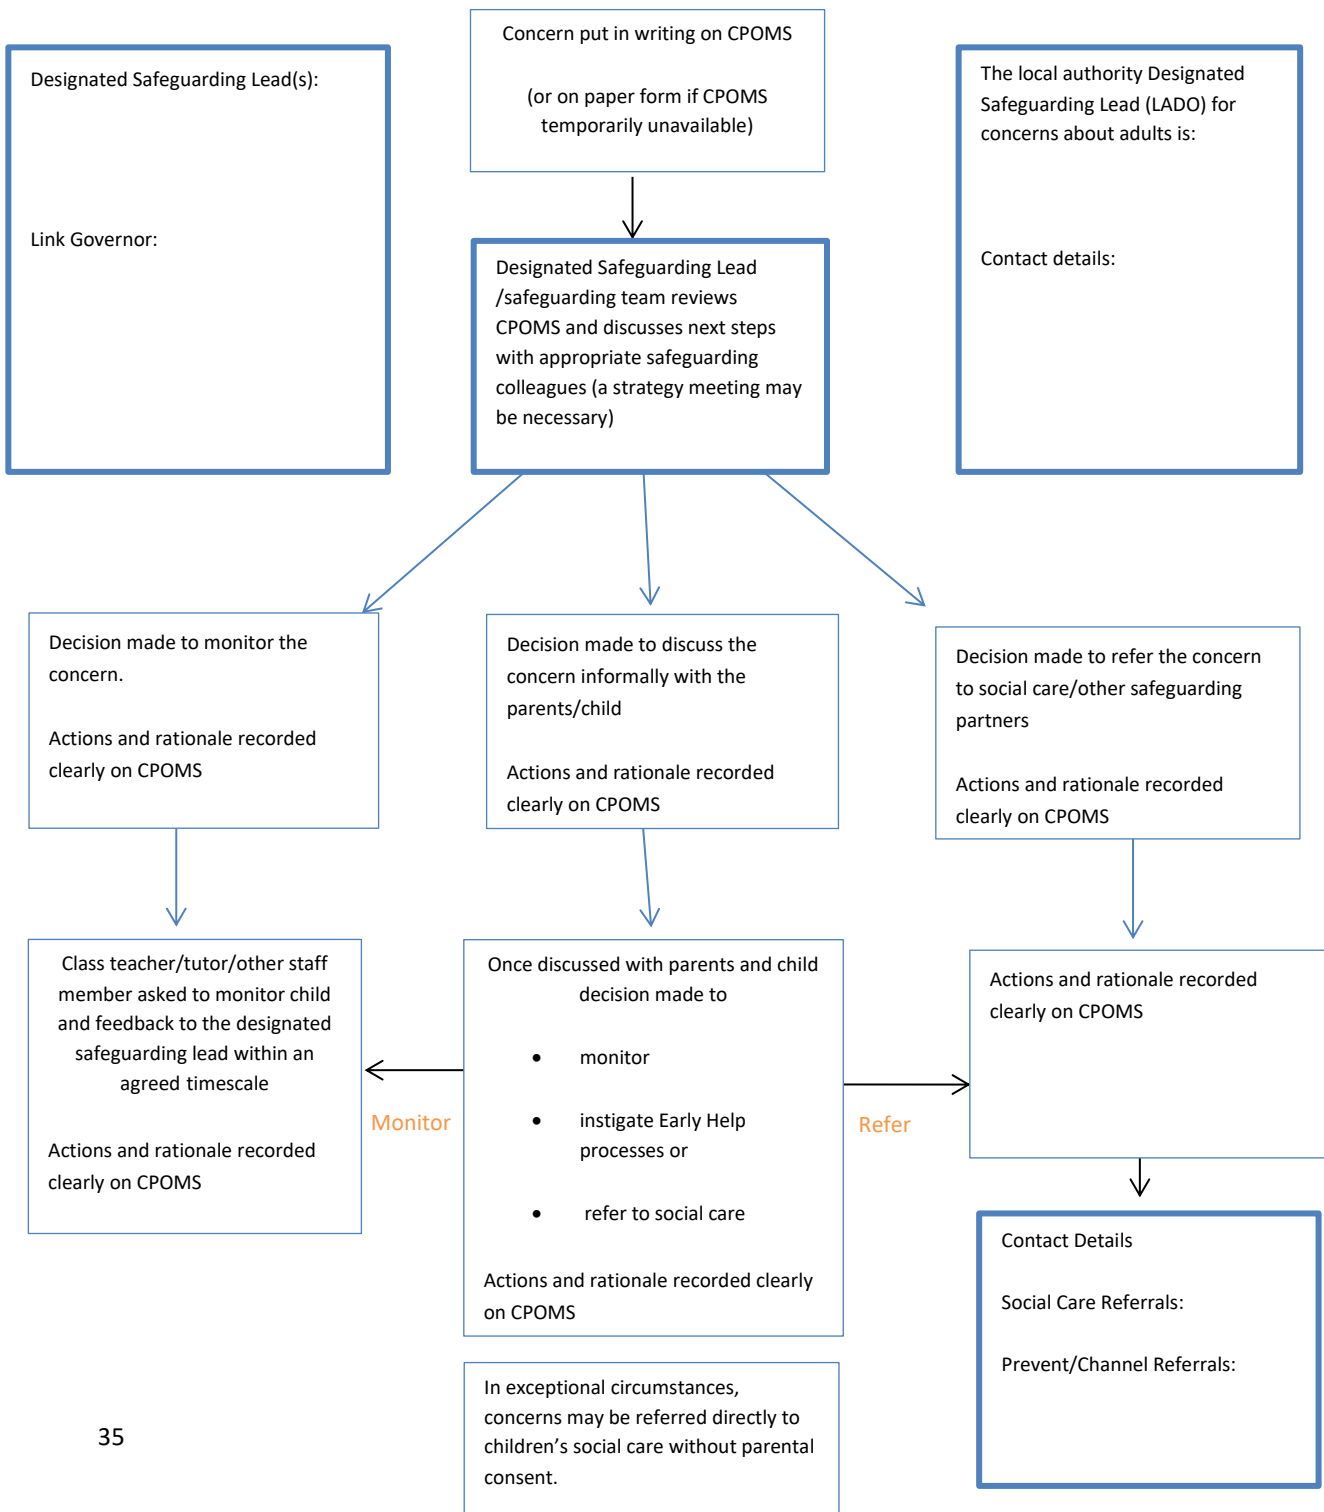 Concern put in writing on CPOMS
(or on paper form if CPOMS
temporarily unavailable)
Designated Safeguarding Lead(s):
Link Governor:
The local authority Designated
Safeguarding Lead (LADO) for
concerns about adults is:
Contact details:
Designated Safeguarding Lead
/safeguarding team reviews
CPOMS and discusses next steps
with appropriate safeguarding
colleagues (a strategy meeting may
be necessary)
Decision made to monitor the
concern.
Actions and rationale recorded
clearly on CPOMS
Decision made to discuss the
concern informally with the
parents/child
Actions and rationale recorded
clearly on CPOMS
Decision made to refer the concern
to social care/other safeguarding
partners
Actions and rationale recorded
clearly on CPOMS
Class teacher/tutor/other staff
member asked to monitor child
and feedback to the designated
safeguarding lead within an
agreed timescale
Actions and rationale recorded
clearly on CPOMS
Monitor
Once discussed with parents and child
decision made to
• monitor
• instigate Early Help
processes or
• refer to social care
Actions and rationale recorded clearly
on CPOMS
Refer
Actions and rationale recorded
clearly on CPOMS
Contact Details
Social Care Referrals:
Prevent/Channel Referrals:
In exceptional circumstances,
concerns may be referred directly to
children’s social care without parental
consent.
35